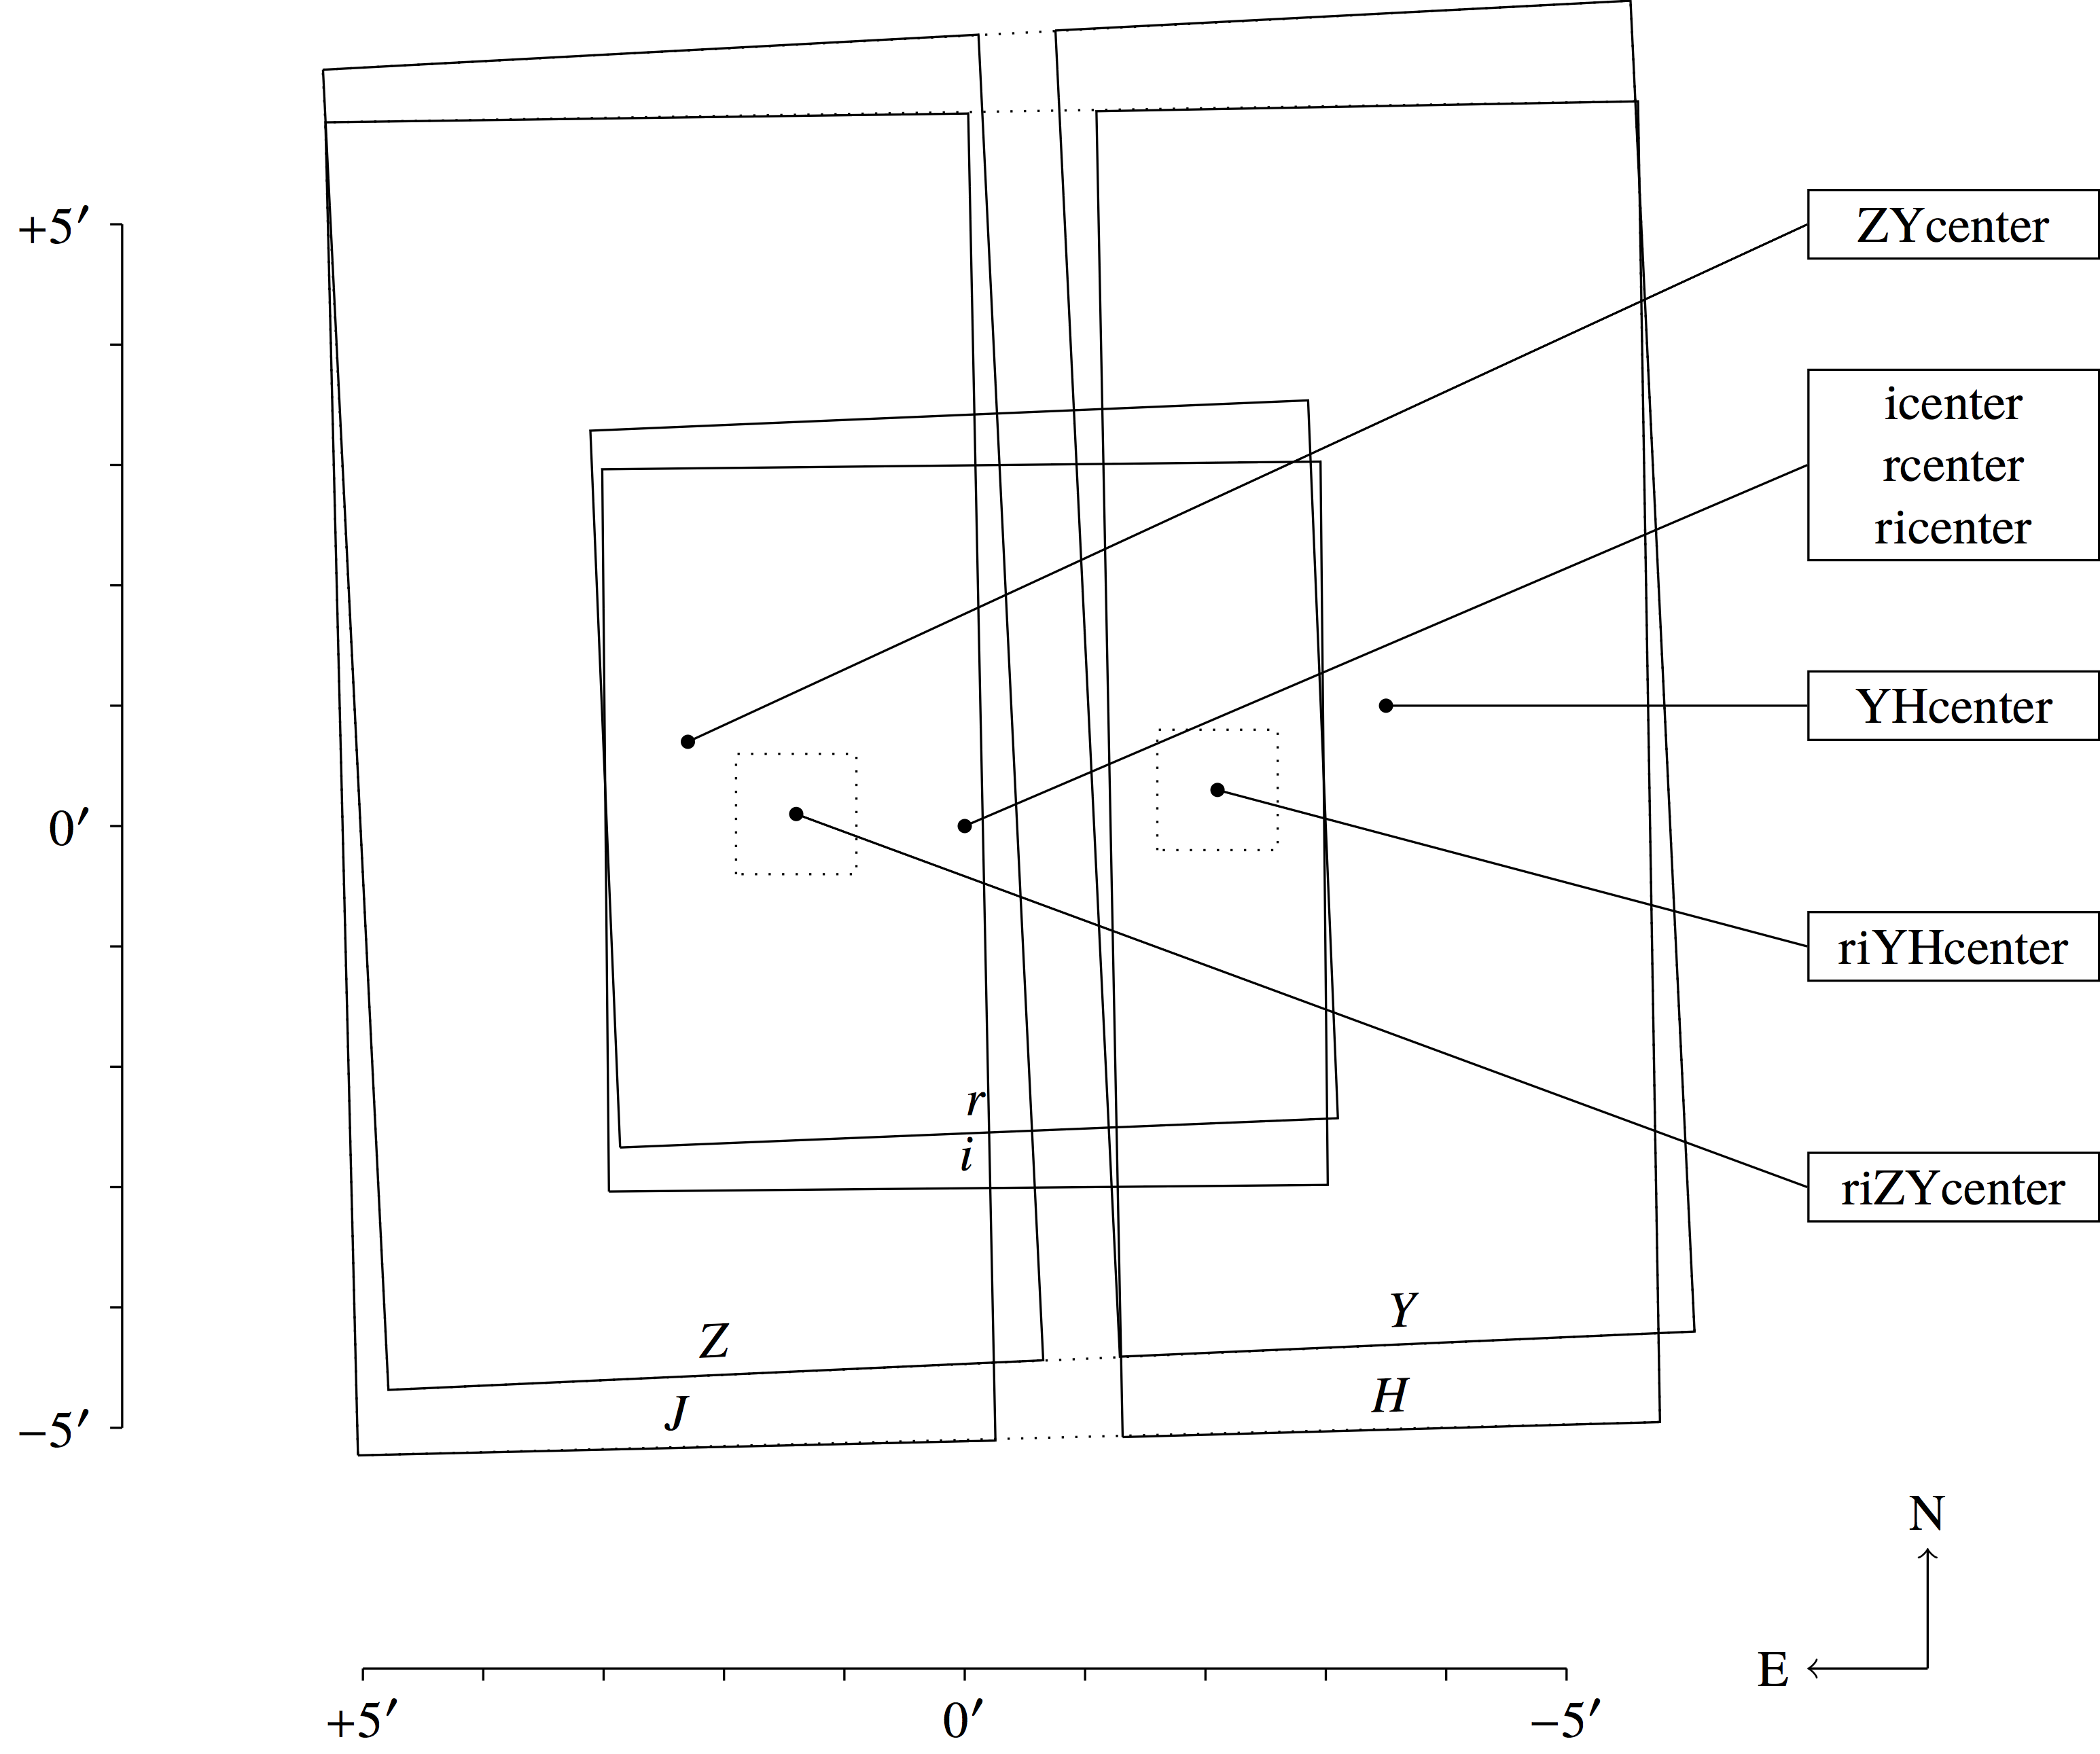 +5′
ZYcenter
icenter
rcenter
ricenter
YHcenter
0′
riYHcenter
r
i
riZYcenter
Z
Y
J
H
−5′
N
E
+5′
0′
−5′